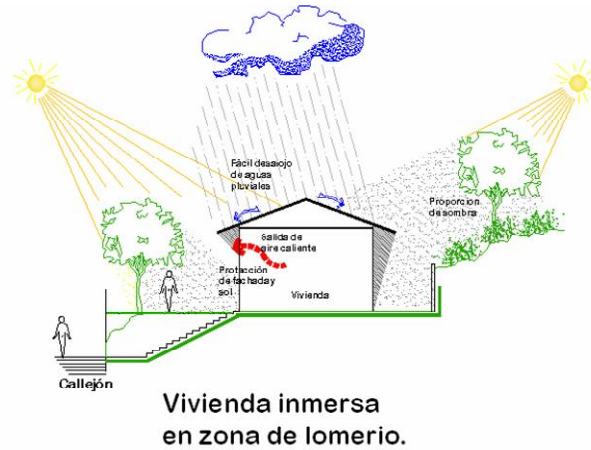 Fácil desalojo
de aguas
pluviales
Proporcion
de sombra
Salida de
aire caliente
Protección
de fachada y
sol
Vivienda
Callejón
Vivienda inmersa
en zona de lomerio.